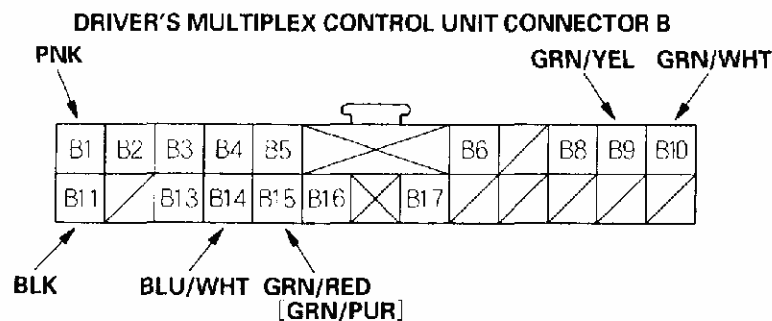 DRIVER'S MULTIPLEX CONTROL UNIT CONNECTOR B
PNK GRN/YEL GRN/WHT
B1 B2 B3 B4 B5 B6 B8 B9 B10
B11 B13 B14 B15 B16 B17
BLK BLU/WHT GRN/RED
[GRN/PUR]